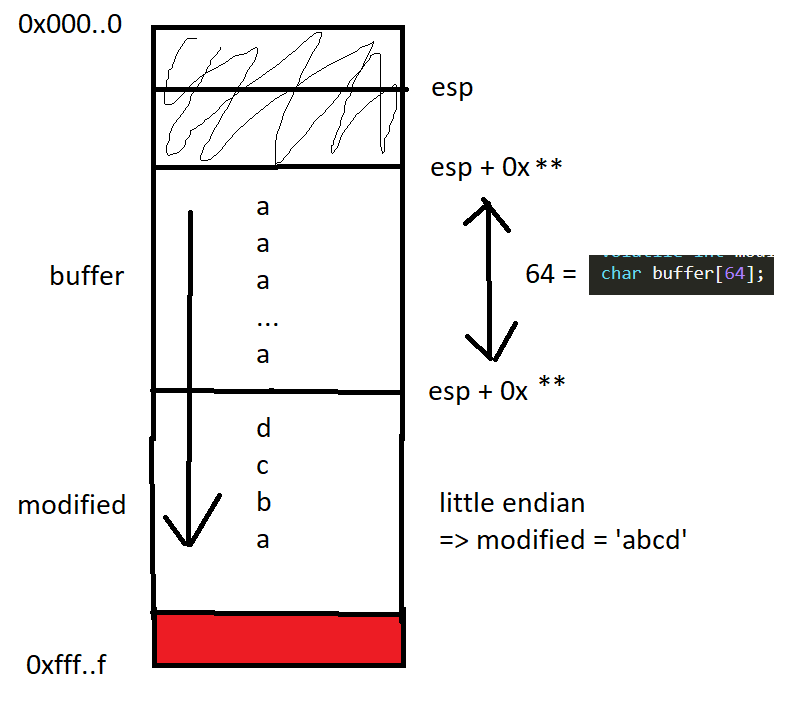 0x000..0
esp
esp + 0x **
a
a
a
...
a
buffer
64 =
char buffer[64];
esp + 0x **
d
c
b
a
modified
little endian
=> modified = 'abcd'
0xfff..f